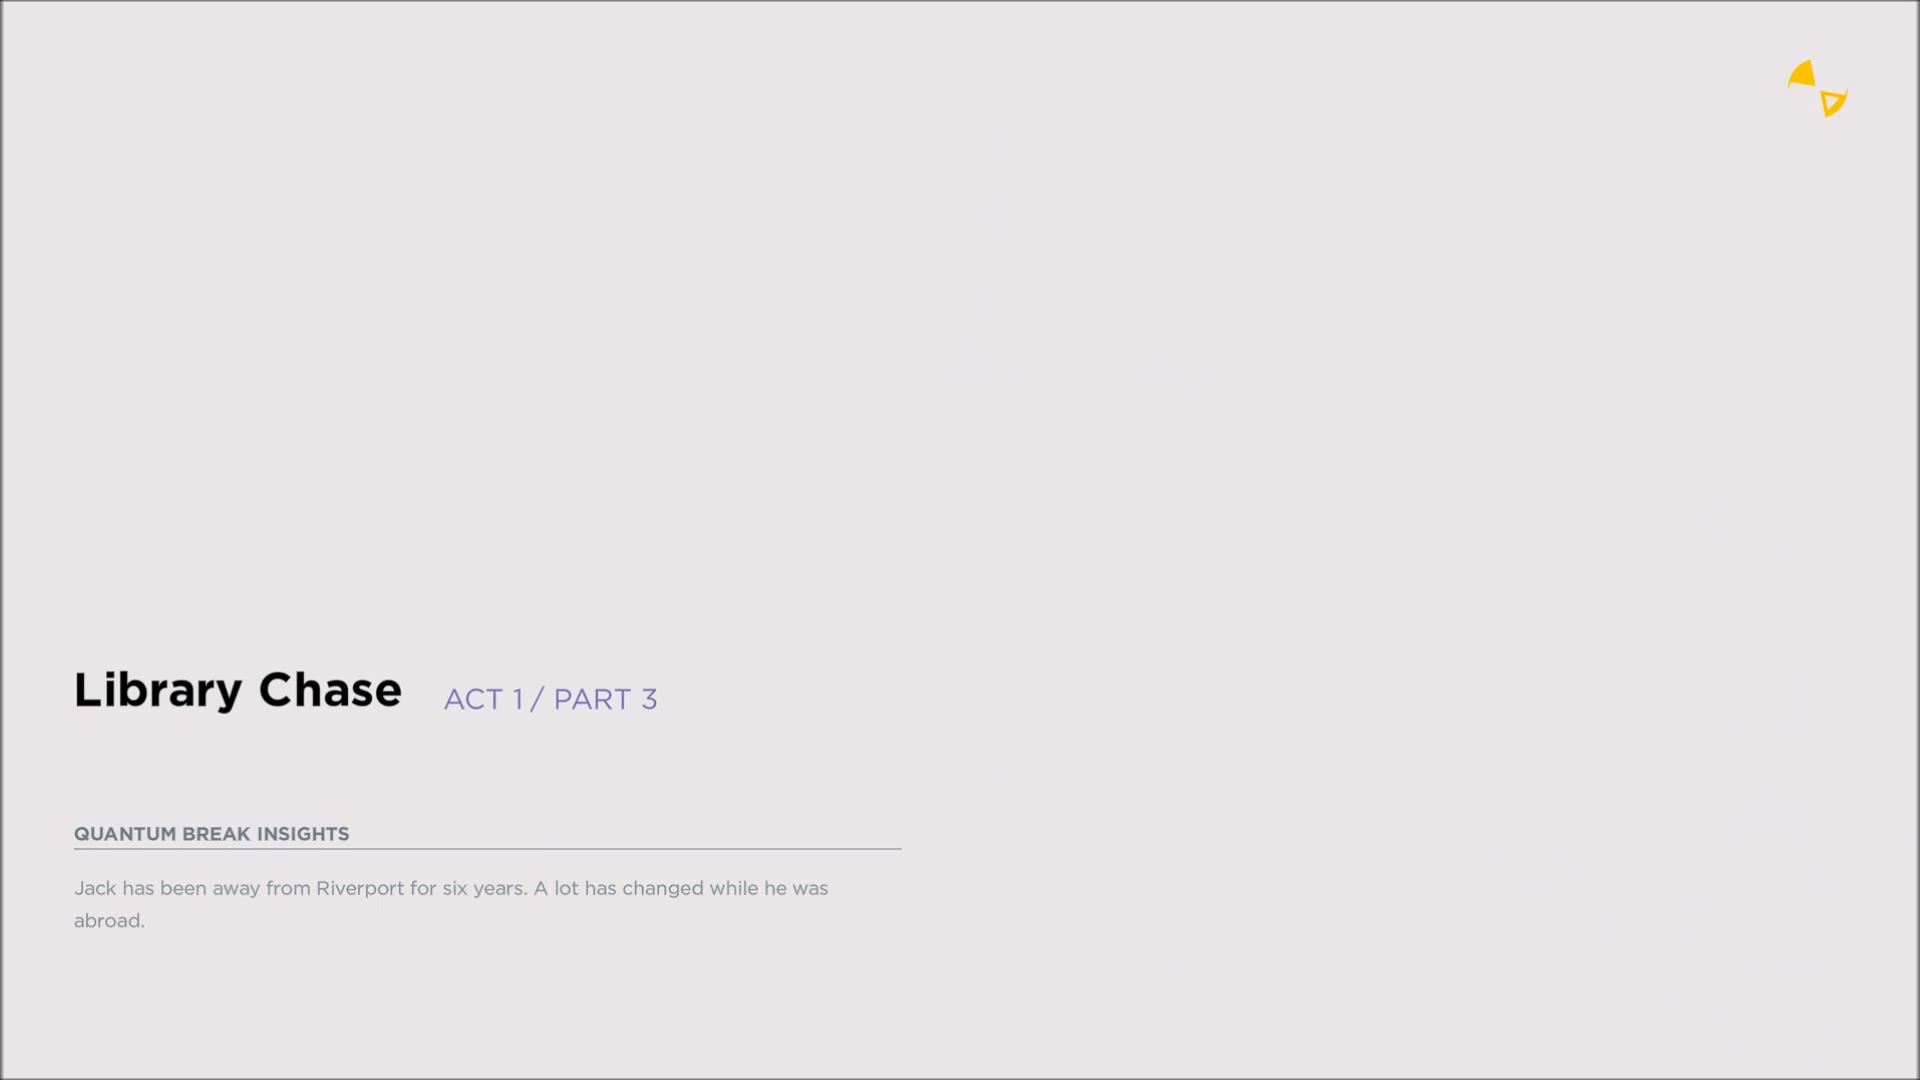 Library Chase ACT 1 / PART 3
QUANTUM BREAK INSIGHTS
Jack has been away from Riverport for six years. A lot has changed while he was
abroad.